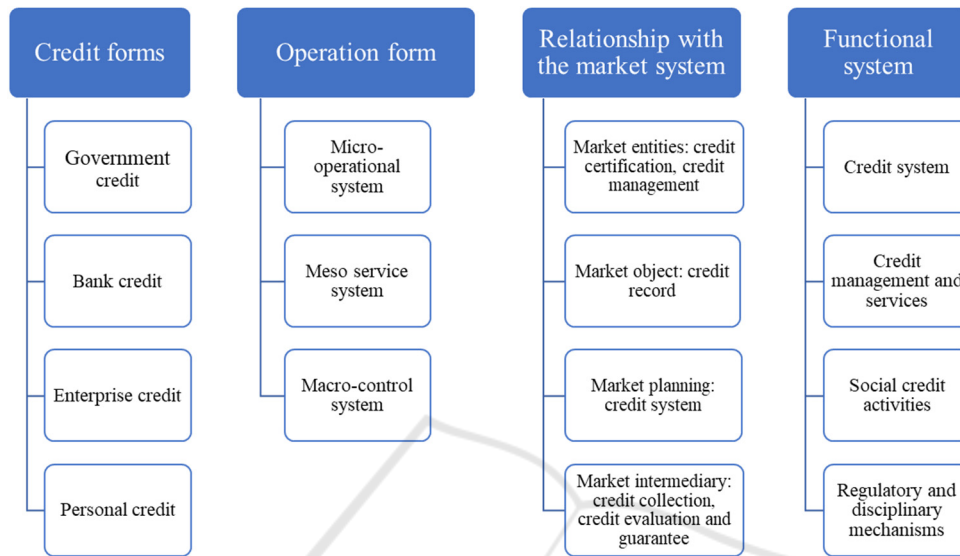 Credit forms
Government
credit
Bank credit
Enterprise credit
Personal credit
Operation form
Micro-
operational
system
Meso service
system
Macro-control
system
Relationship with
the market system
Market entities: credit
certification, credit
management
Market object: credit
record
Market planning:
credit system
Market intermediary:
credit collection,
credit evaluation and
guarantee
Functional
system
Credit system
Credit
management and
services
Social credit
activities
Regulatory and
disciplinary
mechanisms